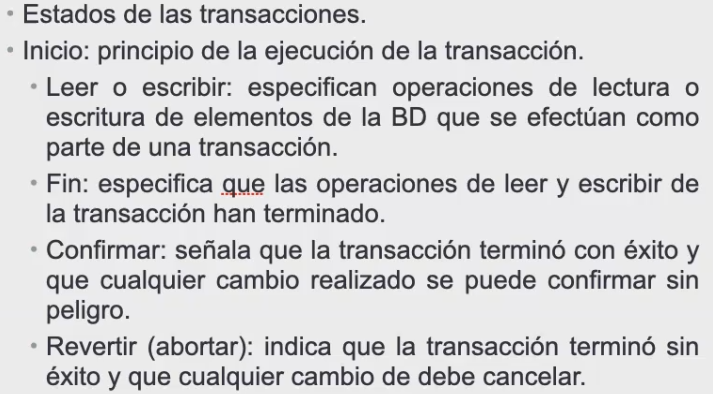 • Estados de las transacciones.
• Inicio: principio de la ejecución de la transacción.
• Leer o escribir: especifican operaciones de lectura o
escritura de elementos de la BD que se efectúan como
parte de una transacción.
• Fin: especifica que las operaciones de leer y escribir de
la transacción han terminado.
• Confirmar: señala que la transacción terminó con éxito y
que cualquier cambio realizado se puede confirmar sin
peligro.
• Revertir (abortar): indica que la transacción terminó sin
éxito y que cualquier cambio de debe cancelar.